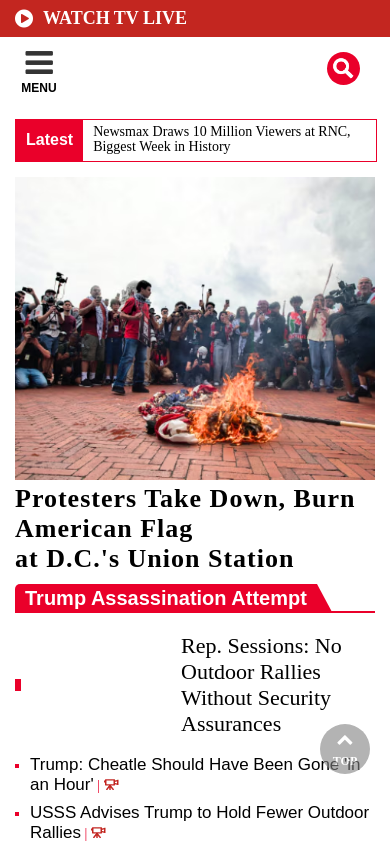 WATCH TV LIVE
MENU
Latest
Newsmax Draws 10 Million Viewers at RNC,
Biggest Week in History
Protesters Take Down, Burn
American Flag
at D.C.'s Union Station
Trump Assassination Attempt
Rep. Sessions: No
Outdoor Rallies
Without Security
Assurances
Trump: Cheatle Should Have Been Gone 'in
an Hour' |
USSS Advises Trump to Hold Fewer Outdoor
Rallies |
TOP